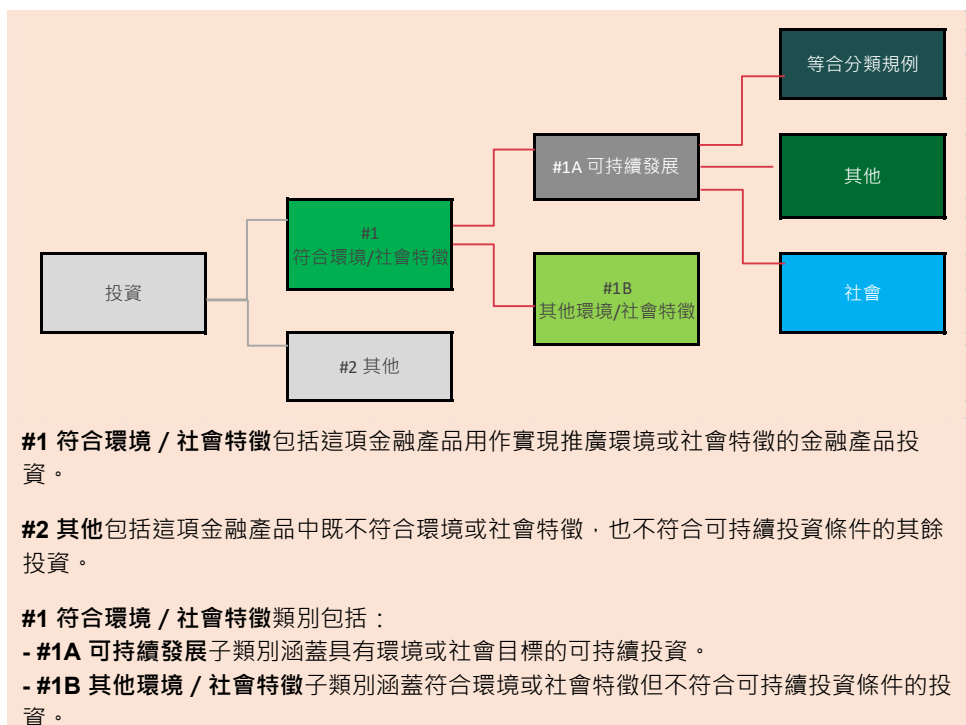 等合分類規例
#1A 可持續發展
其他
#1
符合環境/社會特徵
投資
#1B
其他環境/社會特徵
社會
#2 其他
#1 符合環境 / 社會特徵包括這項金融產品用作實現推廣環境或社會特徵的金融產品投
資。
#2 其他包括這項金融產品中既不符合環境或社會特徵，也不符合可持續投資條件的其餘
投資。
#1 符合環境 / 社會特徵類別包括：
- #1A 可持續發展子類別涵蓋具有環境或社會目標的可持續投資。
- #1B 其他環境 / 社會特徵子類別涵蓋符合環境或社會特徵但不符合可持續投資條件的投
資。